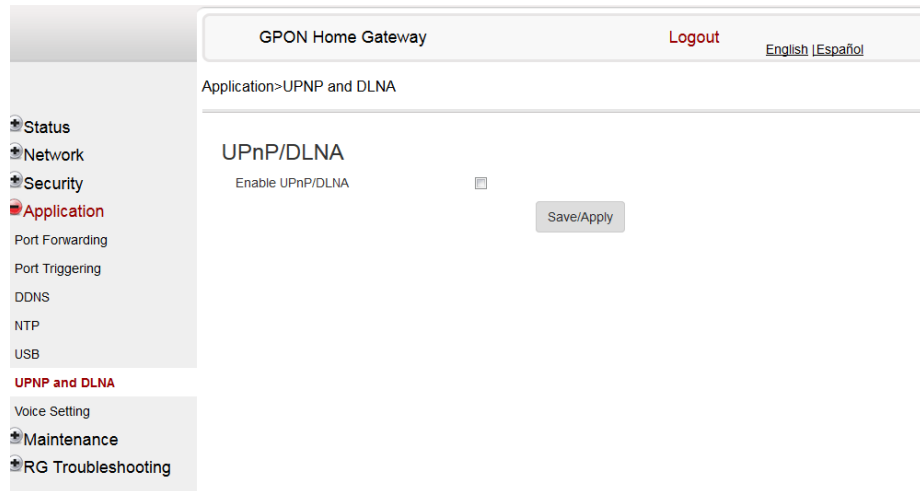 GPON Home Gateway
Logout
English |Español
Application>UPNP and DLNA
Status
Network
Security
Application
Port Forwarding
Port Triggering
DDNS
NTP
USB
UPNP and DLNA
Voice Setting
Maintenance
RG Troubleshooting
UPnP/DLNA
Enable UPnP/DLNA
Save/Apply